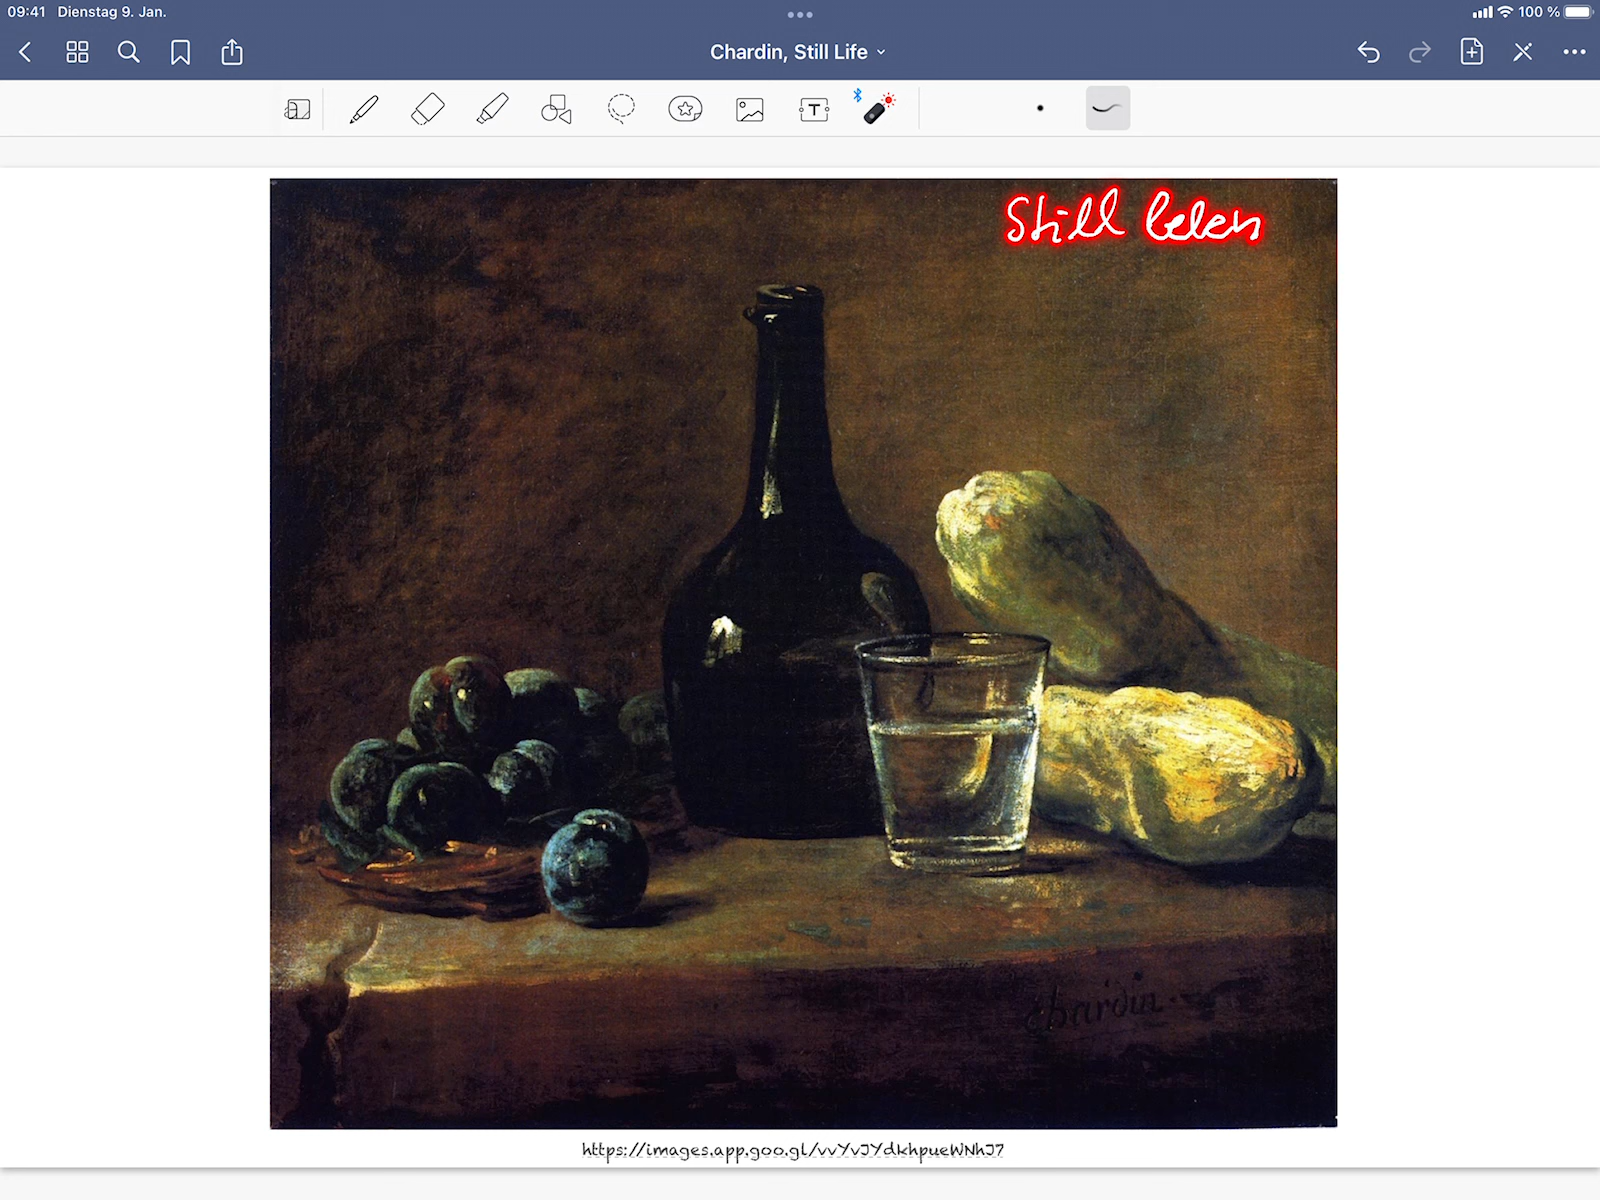 09:41 Dienstag 9. Jan.
100 %
Chardin, Still Life
T
Still leben
chardin
https://images.app.goo.gl/vvYvJYdkhpueWNhJ7